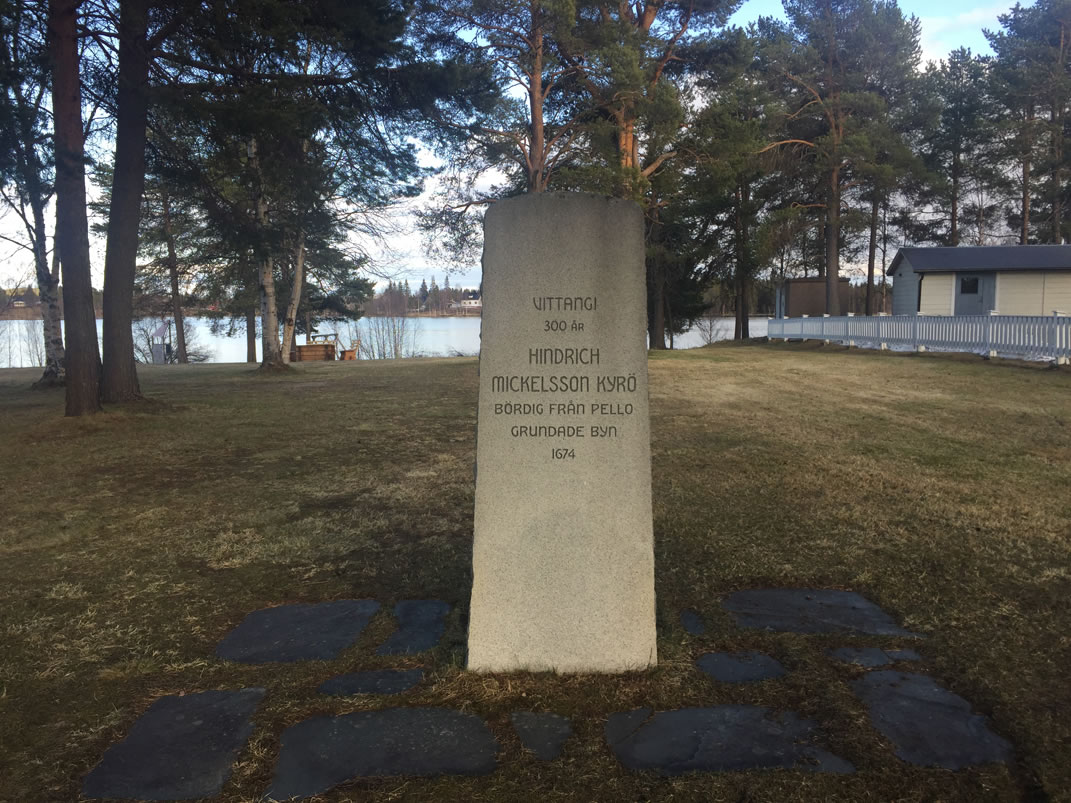 VITTANGI
300 ÅR
HINDRICH
MICKELSSON KYRÖ
BÖRDIG FRÅN PELLO
GRUNDADE BYN
1674